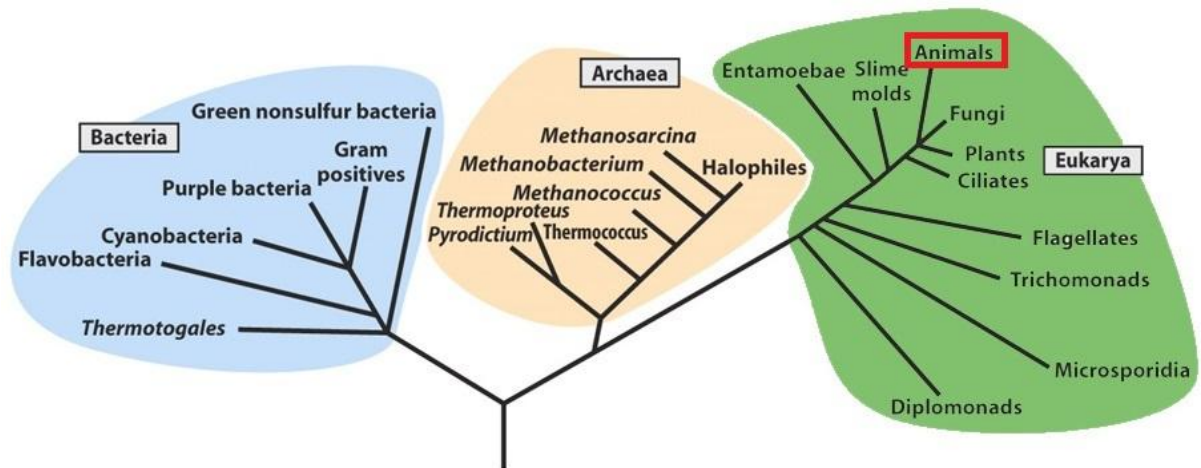 Bacteria
Green nonsulfur bacteria
Gram
positives
Purple bacteria
Cyanobacteria
Flavobacteria
Thermotogales
Archaea
Methanosarcina
Methanobacterium
Halophiles
Methanococcus
Thermoproteus
Thermococcus
Pyrodictium
Eukarya
Animals
Entamoebae
Slime
molds
Fungi
Plants
Ciliates
Flagellates
Trichomonads
Microsporidia
Diplomonads